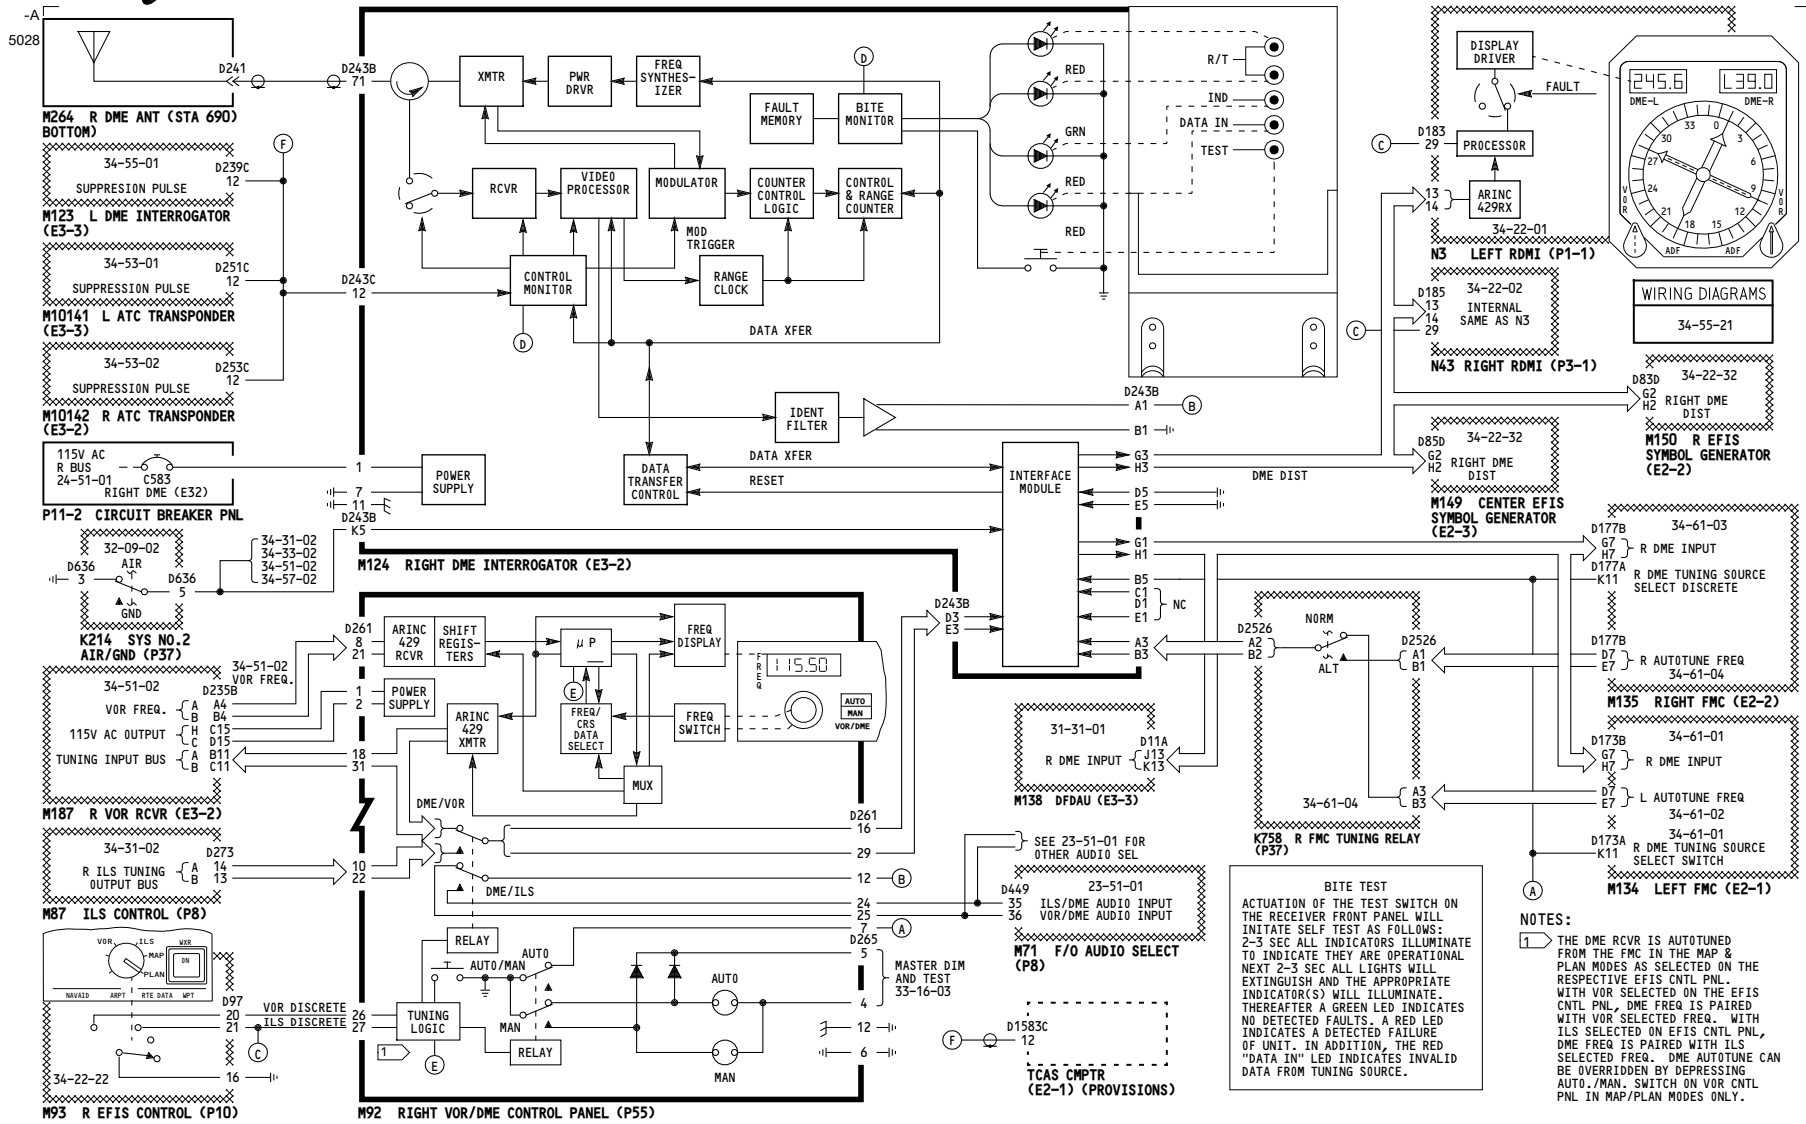 -A
5028
D241
D243B
71
M264 R DME ANT (STA 690)
BOTTOM)
34-55-01
D239C
12
SUPPRESION PULSE
M123 L DME INTERROGATOR
(E3-3)
34-53-01
D251C
12
SUPPRESSION PULSE
M10141 L ATC TRANSPONDER
(E3-3)
34-53-02
D253C
12
SUPPRESSION PULSE
M10142 R ATC TRANSPONDER
(E3-2)
F
D243C
12
115V AC
R BUS
24-51-01
C583
RIGHT DME (E32)
P11-2 CIRCUIT BREAKER PNL
1
7
11
D243B
K5
32-09-02
AIR
D636
3
D636
5
GND
K214 SYS NO.2
AIR/GND (P37)
34-31-02
34-33-02
34-51-02
34-57-02
XMTR
PWR
DRVR
FREQ
SYNTHES-
IZER
FAULT
MEMORY
BITE
MONITOR
D
RCVR
VIDEO
PROCESSOR
MODULATOR
COUNTER
CONTROL
LOGIC
CONTROL
& RANGE
COUNTER
MOD
TRIGGER
CONTROL
MONITOR
RANGE
CLOCK
D
DATA XFER
IDENT
FILTER
POWER
SUPPLY
DATA
TRANSFER
CONTROL
DATA XFER
RESET
INTERFACE
MODULE
M124 RIGHT DME INTERROGATOR (E3-2)
RED
GRN
RED
RED
R/T
IND
DATA IN
TEST
D243B
A1
B
B1
G3
H3
DME DIST
D5
E5
G1
H1
B5
C1
D1
E1
NC
A3
B3
D243B
D3
E3
DISPLAY
DRIVER
FAULT
C
D183
29
PROCESSOR
13
14
ARINC
429RX
34-22-01
N3 LEFT RDMI (P1-1)
245.6
L39.0
DME-L
DME-R
0
3
6
9
12
15
18
21
24
27
30
33
VOR
VOR
ADF
ADF
C
D185
13
14
29
34-22-02
INTERNAL
SAME AS N3
N43 RIGHT RDMI (P3-1)
WIRING DIAGRAMS
34-55-21
D83D
G2
H2
34-22-32
RIGHT DME
DIST
M150 R EFIS
SYMBOL GENERATOR
(E2-2)
D85D
G2
H2
34-22-32
RIGHT DME
DIST
M149 CENTER EFIS
SYMBOL GENERATOR
(E2-3)
D177B
G7
H7
34-61-03
R DME INPUT
D177A
K11
R DME TUNING SOURCE
SELECT DISCRETE
D177B
D7
E7
R AUTOTUNE FREQ
34-61-04
M135 RIGHT FMC (E2-2)
D173B
G7
H7
34-61-01
R DME INPUT
D7
E7
L AUTOTUNE FREQ
34-61-02
34-61-01
D173A
K11
R DME TUNING SOURCE
SELECT SWITCH
M134 LEFT FMC (E2-1)
A
D2526
A2
B2
NORM
ALT
D2526
A1
B1
A3
B3
34-61-04
K758 R FMC TUNING RELAY
(P37)
31-31-01
D11A
J13
K13
R DME INPUT
M138 DFDAU (E3-3)
SEE 23-51-01 FOR
OTHER AUDIO SEL
23-51-01
D449
35
36
ILS/DME AUDIO INPUT
VOR/DME AUDIO INPUT
M71 F/O AUDIO SELECT
(P8)
34-51-02
VOR FREQ.
34-51-02
D235B
VOR FREQ.
A
B
A4
B4
115V AC OUTPUT
H
C
C15
D15
TUNING INPUT BUS
A
B
B11
C11
M187 R VOR RCVR (E3-2)
34-31-02
D273
R ILS TUNING
OUTPUT BUS
A
B
14
13
M87 ILS CONTROL (P8)
VOR
ILS
MAP
PLAN
WXR
ON
NAVAID
ARPT
RTE DATA
WPT
D97
20
21
16
34-22-22
M93 R EFIS CONTROL (P10)
C
VOR DISCRETE
ILS DISCRETE
D261
8
21
1
2
18
31
10
22
26
27
1
ARINC
429
RCVR
SHIFT
REGIS-
TERS
POWER
SUPPLY
µP
E
FREQ
DISPLAY
ARINC
429
XMTR
FREQ/
CRS
DATA
SELECT
FREQ
SWITCH
MUX
FREQ
115.50
AUTO
MAN
VOR/DME
DME/VOR
DME/ILS
RELAY
AUTO/MAN
AUTO
MAN
TUNING
LOGIC
E
RELAY
AUTO
MAN
D261
16
29
12
B
24
25
7
A
D265
5
4
12
6
MASTER DIM
AND TEST
33-16-03
M92 RIGHT VOR/DME CONTROL PANEL (P55)
F
D1583C
12
TCAS CMPTR
(E2-1) (PROVISIONS)
BITE TEST
ACTUATION OF THE TEST SWITCH ON
THE RECEIVER FRONT PANEL WILL
INITATE SELF TEST AS FOLLOWS:
2-3 SEC ALL INDICATORS ILLUMINATE
TO INDICATE THEY ARE OPERATIONAL
NEXT 2-3 SEC ALL LIGHTS WILL
EXTINGUISH AND THE APPROPRIATE
INDICATOR(S) WILL ILLUMINATE.
THEREAFTER A GREEN LED INDICATES
NO DETECTED FAULTS. A RED LED
INDICATES A DETECTED FAILURE
OF UNIT. IN ADDITION, THE RED
"DATA IN" LED INDICATES INVALID
DATA FROM TUNING SOURCE.
NOTES:
1 THE DME RCVR IS AUTOTUNED
FROM THE FMC IN THE MAP &
PLAN MODES AS SELECTED ON THE
RESPECTIVE EFIS CNTL PNL.
WITH VOR SELECTED ON THE EFIS
CNTL PNL, DME FREQ IS PAIRED
WITH VOR SELECTED FREQ. WITH
ILS SELECTED ON EFIS CNTL PNL,
DME FREQ IS PAIRED WITH ILS
SELECTED FREQ. DME AUTOTUNE CAN
BE OVERRIDDEN BY DEPRESSING
AUTO./MAN. SWITCH ON VOR CNTL
PNL IN MAP/PLAN MODES ONLY.